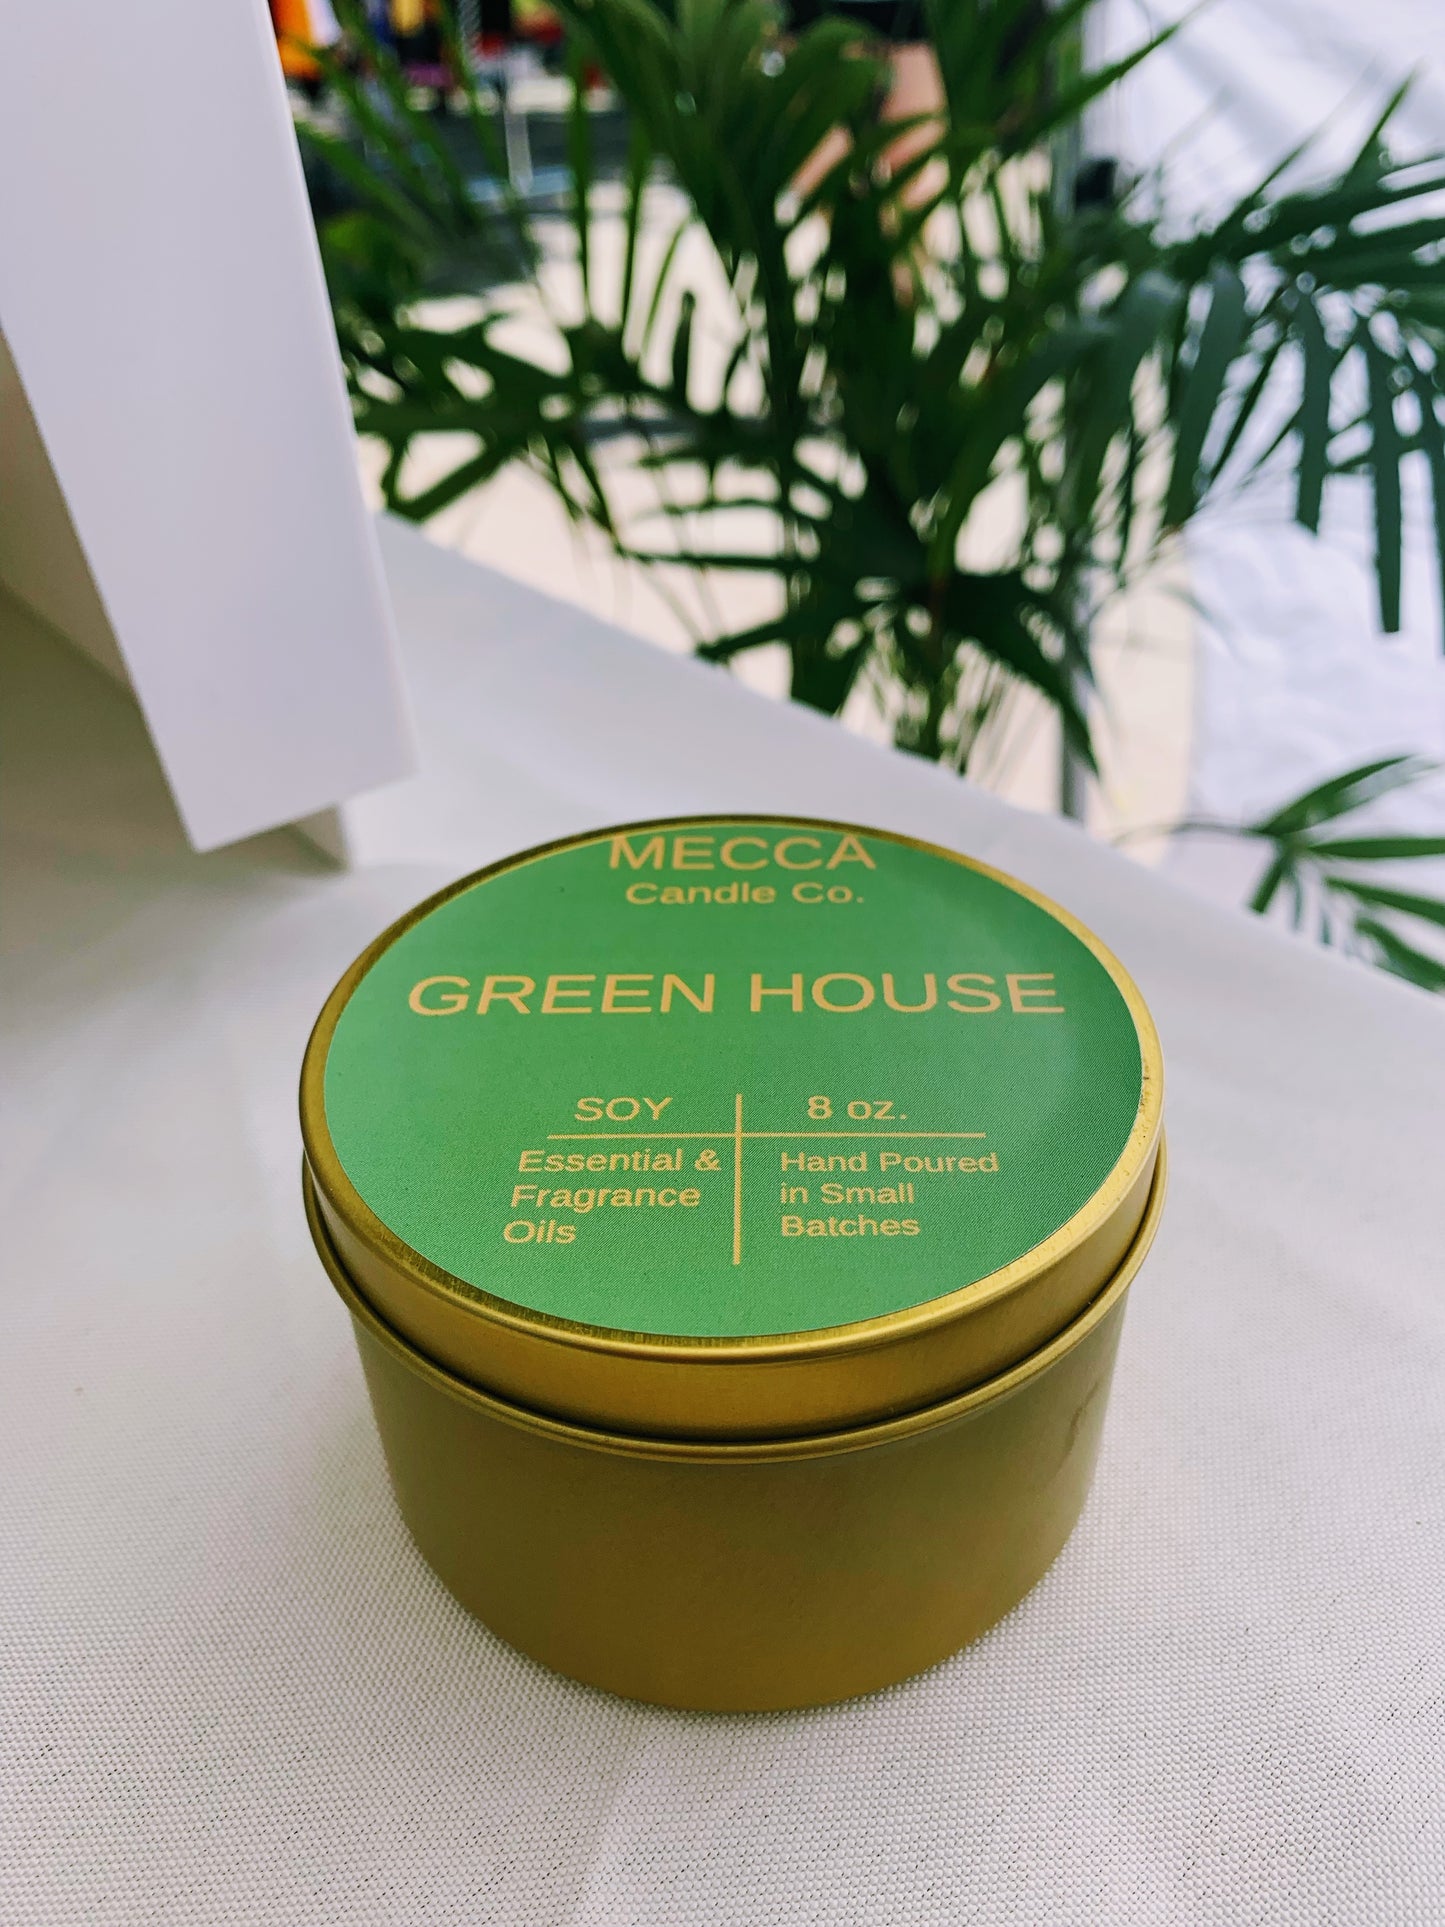 MECCA
Candle Co.
GREEN HOUSE
SOY
Essential &
Fragrance
Oils
8 oz.
Hand Poured
in Small
Batches